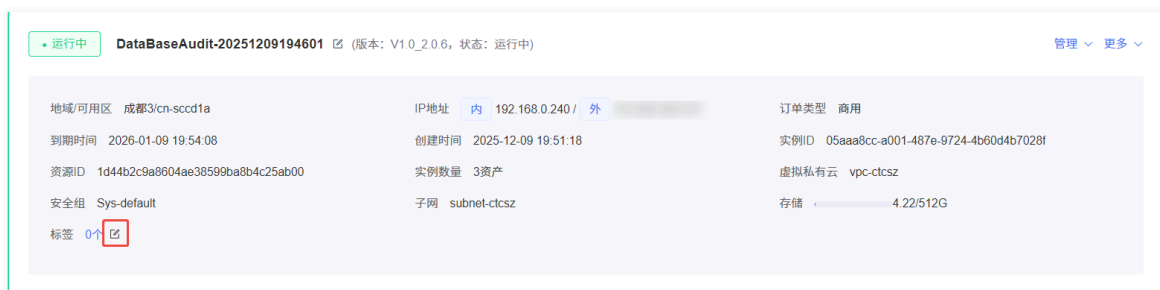 运行中 DataBaseAudit-20251209194601 (版本：V1.0_2.0.6，状态：运行中) 管理 更多
地域/可用区 成都3/cn-sccd1a IP地址 内 192.168.0.240 / 外 订单类型 商用
到期时间 2026-01-09 19:54:08 创建时间 2025-12-09 19:51:18 实例ID 05aaa8cc-a001-487e-9724-4b60d4b7028f
资源ID 1d44b2c9a8604ae38599ba8b4c25ab00 实例数量 3资产 虚拟私有云 vpc-ctcsz
安全组 Sys-default 子网 subnet-ctcsz 存储 4.22/512G
标签 0个